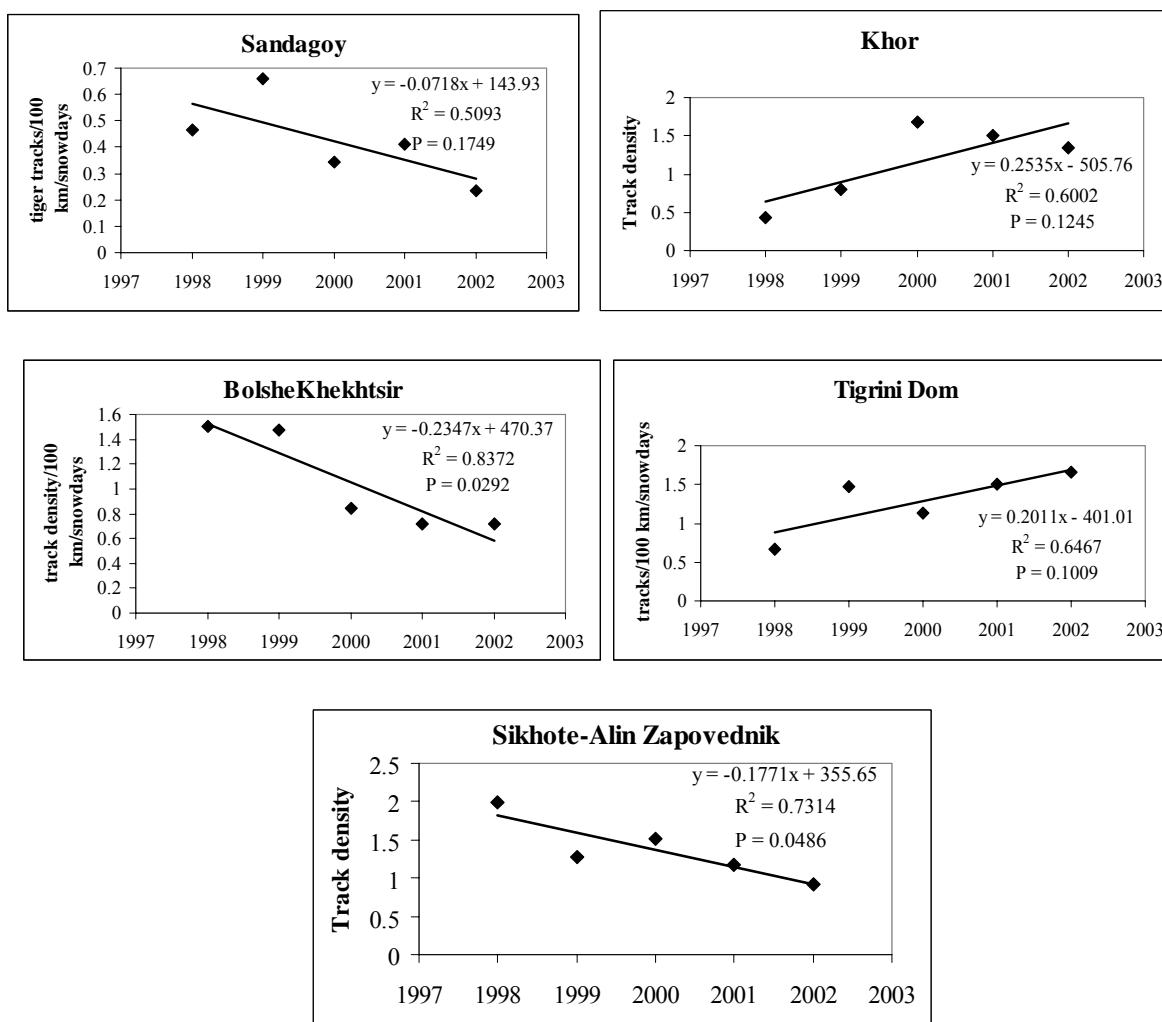 Sandagoy
tiger tracks/100
km/snowdays
0.7
0.6
0.5
0.4
0.3
0.2
0.1
0
y = -0.0718x + 143.93
R² = 0.5093
P = 0.1749
1997 1998 1999 2000 2001 2002 2003
Khor
Track density
2
1.5
1
0.5
0
y = 0.2535x - 505.76
R² = 0.6002
P = 0.1245
1997 1998 1999 2000 2001 2002 2003
BolsheKhekhtsir
track density/100
km/snowdays
1.6
1.4
1.2
1
0.8
0.6
0.4
0.2
0
y = -0.2347x + 470.37
R² = 0.8372
P = 0.0292
1997 1998 1999 2000 2001 2002 2003
Tigrini Dom
tracks/100 km/snowdays
2
1.5
1
0.5
0
y = 0.2011x - 401.01
R² = 0.6467
P = 0.1009
1997 1998 1999 2000 2001 2002 2003
Sikhote-Alin Zapovednik
Track density
2.5
2
1.5
1
0.5
0
y = -0.1771x + 355.65
R² = 0.7314
P = 0.0486
1997 1998 1999 2000 2001 2002 2003